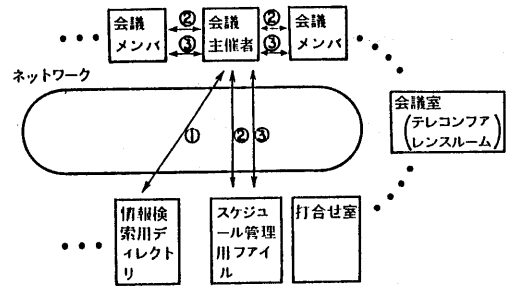 会議
メンバ
②
③
会議
主催者
②
③
会議
メンバ
ネットワーク
会議室
(テレコンファ
レンスルーム)
①
②
③
情報検
索用デ
ィレクト
リ
スケジュ
ール管理
用ファイ
ル
打合せ室